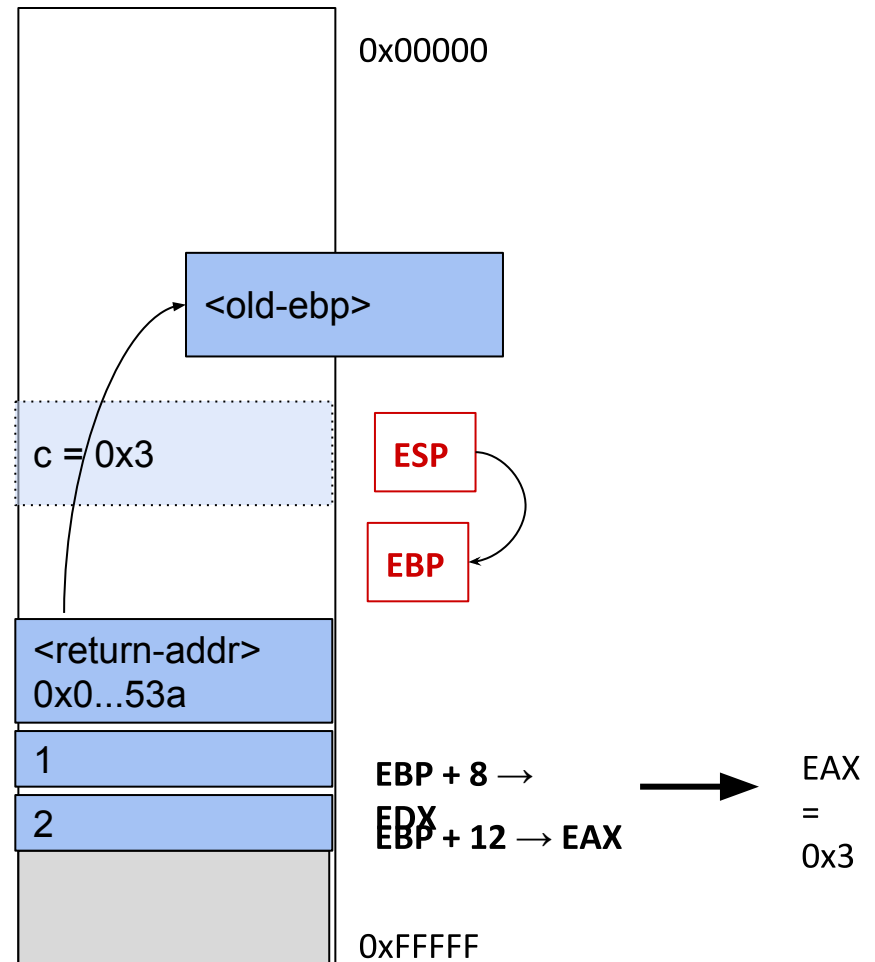 0x00000
<old-ebp>
c = 0x3
ESP
EBP
<return-addr>
0x0...53a
1
EBP + 8 →
EDX
2
EBP + 12 → EAX
EAX
=
0x3
0xFFFFF